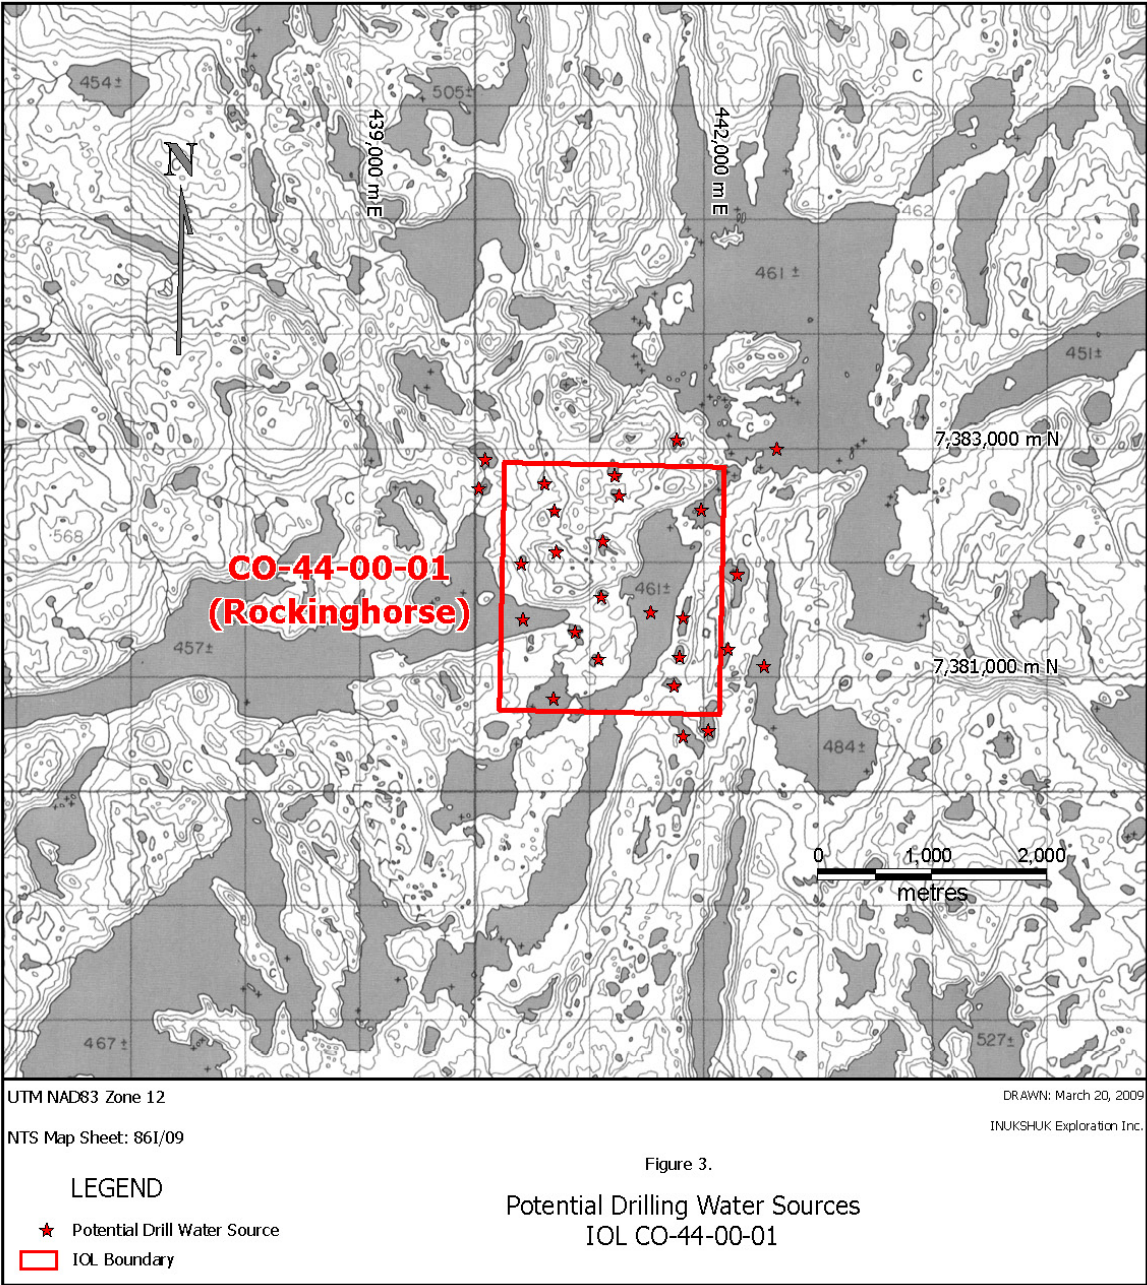 454±
505±
520
N
439,000 m E
442,000 m E
C
462
461±
C
451±
C
7,383,000 m N
C
568
C
CO-44-00-01
(Rockinghorse)
461±
457±
7,381,000 m N
484±
C
0 1,000 2,000
metres
C
C
467±
527±
UTM NAD83 Zone 12
DRAWN: March 20, 2009
NTS Map Sheet: 86I/09
INUKSHUK Exploration Inc.
Figure 3.
LEGEND
Potential Drilling Water Sources
IOL CO-44-00-01
Potential Drill Water Source
IOL Boundary